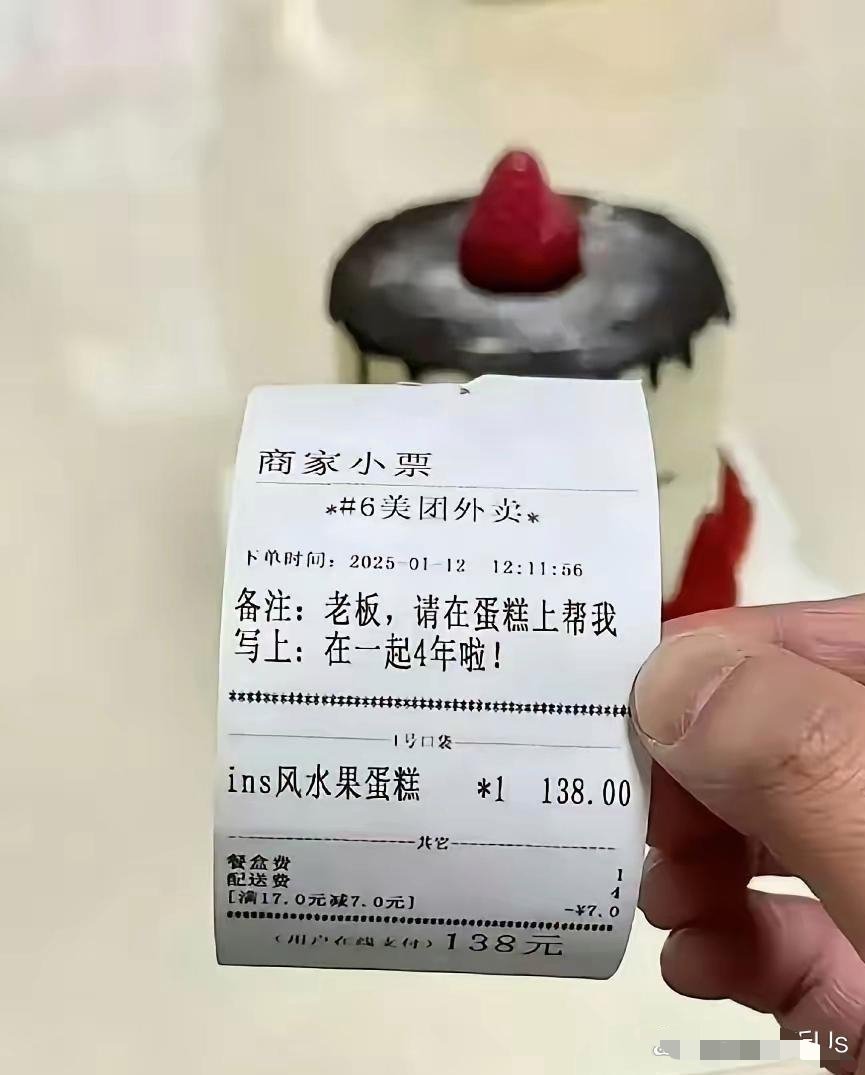 商家小票
*#6美团外卖*
下单时间：2025-01-12 12:11:56
备注：老板，请在蛋糕上帮我
写上：在一起4年啦！
1号口袋
ins风水果蛋糕 *1 138.00
其它
餐盒费 1
配送费 4
[满17.0元减7.0元] -¥7.0
(用户在线支付) 138元